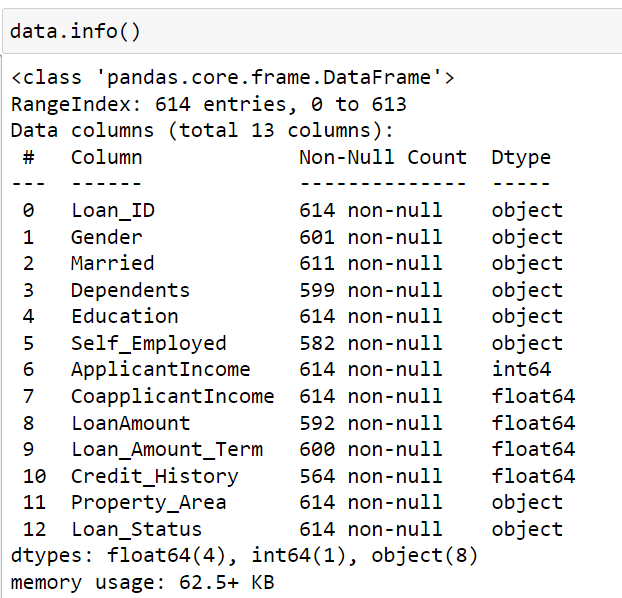 data.info()
<class 'pandas.core.frame.DataFrame'>
RangeIndex: 614 entries, 0 to 613
Data columns (total 13 columns):
 #   Column             Non-Null Count  Dtype
---  ------             --------------  -----
 0   Loan_ID            614 non-null    object
 1   Gender             601 non-null    object
 2   Married            611 non-null    object
 3   Dependents         599 non-null    object
 4   Education          614 non-null    object
 5   Self_Employed      582 non-null    object
 6   ApplicantIncome    614 non-null    int64
 7   CoapplicantIncome  614 non-null    float64
 8   LoanAmount         592 non-null    float64
 9   Loan_Amount_Term   600 non-null    float64
 10  Credit_History     564 non-null    float64
 11  Property_Area      614 non-null    object
 12  Loan_Status        614 non-null    object
dtypes: float64(4), int64(1), object(8)
memory usage: 62.5+ KB